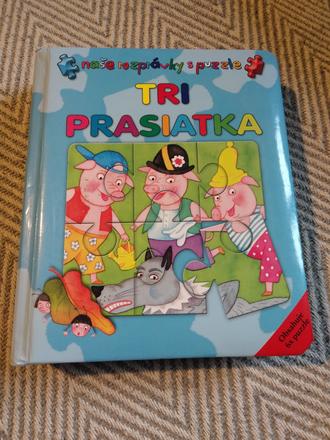 naše rozprávky s puzzle
TRI
PRASIATKA
Obsahuje
6x puzzle